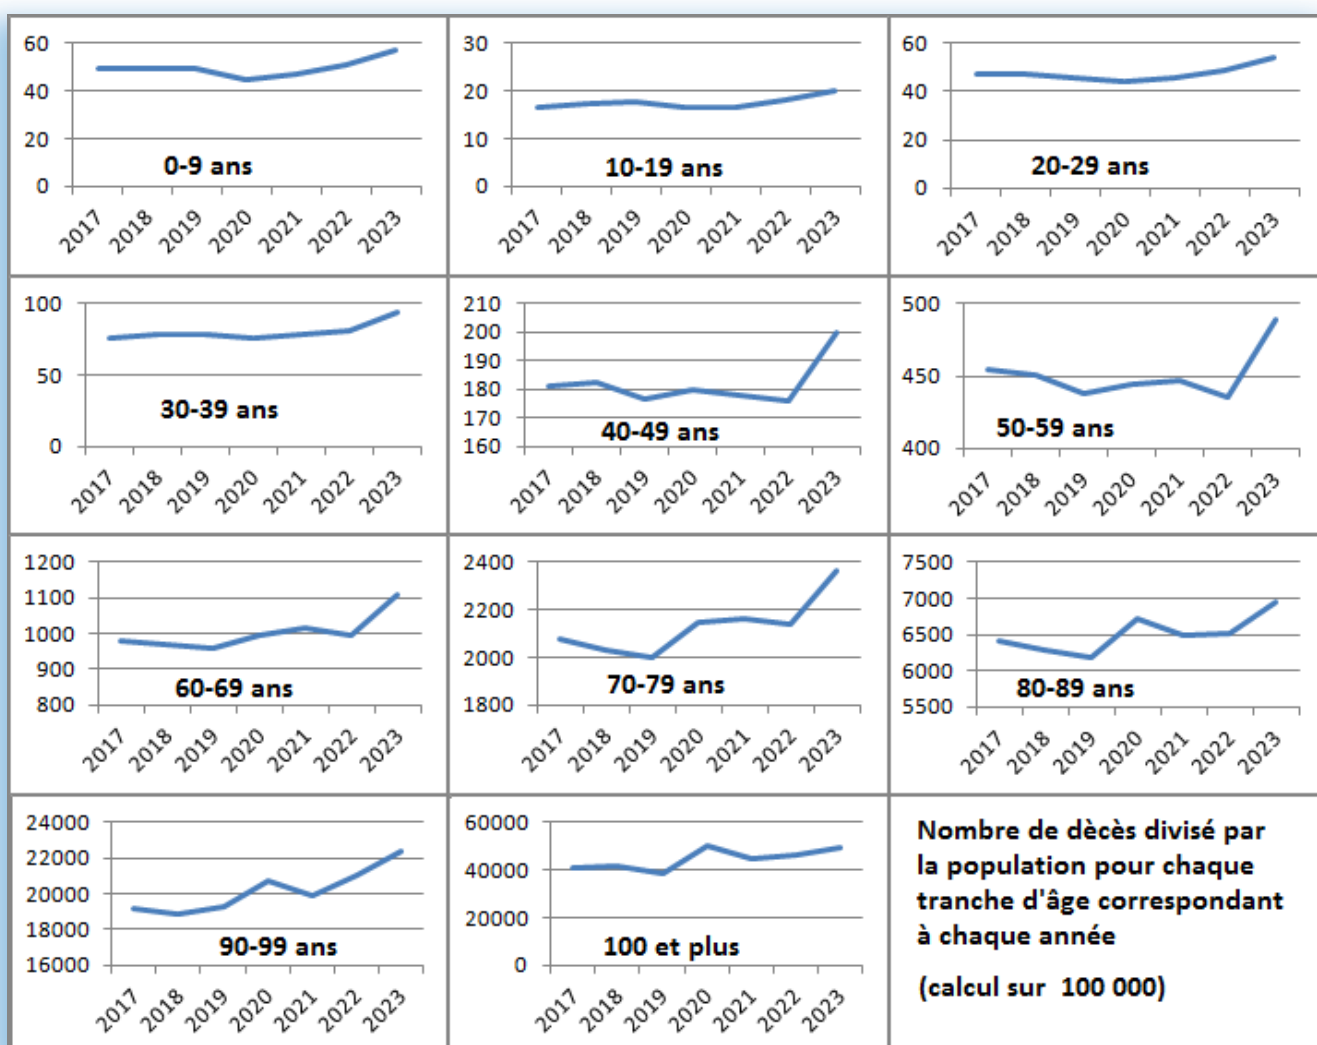 60
40
20
0
0-9 ans
2017 2018 2019 2020 2021 2022 2023
30
20
10
0
10-19 ans
2017 2018 2019 2020 2021 2022 2023
60
40
20
0
20-29 ans
2017 2018 2019 2020 2021 2022 2023
100
50
0
30-39 ans
2017 2018 2019 2020 2021 2022 2023
210
200
190
180
170
160
40-49 ans
2017 2018 2019 2020 2021 2022 2023
500
450
400
50-59 ans
2017 2018 2019 2020 2021 2022 2023
1200
1100
1000
900
800
60-69 ans
2017 2018 2019 2020 2021 2022 2023
2400
2200
2000
1800
70-79 ans
2017 2018 2019 2020 2021 2022 2023
7500
7000
6500
6000
5500
80-89 ans
2017 2018 2019 2020 2021 2022 2023
24000
22000
20000
18000
16000
90-99 ans
2017 2018 2019 2020 2021 2022 2023
60000
40000
20000
0
100 et plus
2017 2018 2019 2020 2021 2022 2023
Nombre de dècès divisé par
la population pour chaque
tranche d'âge correspondant
à chaque année
(calcul sur 100 000)